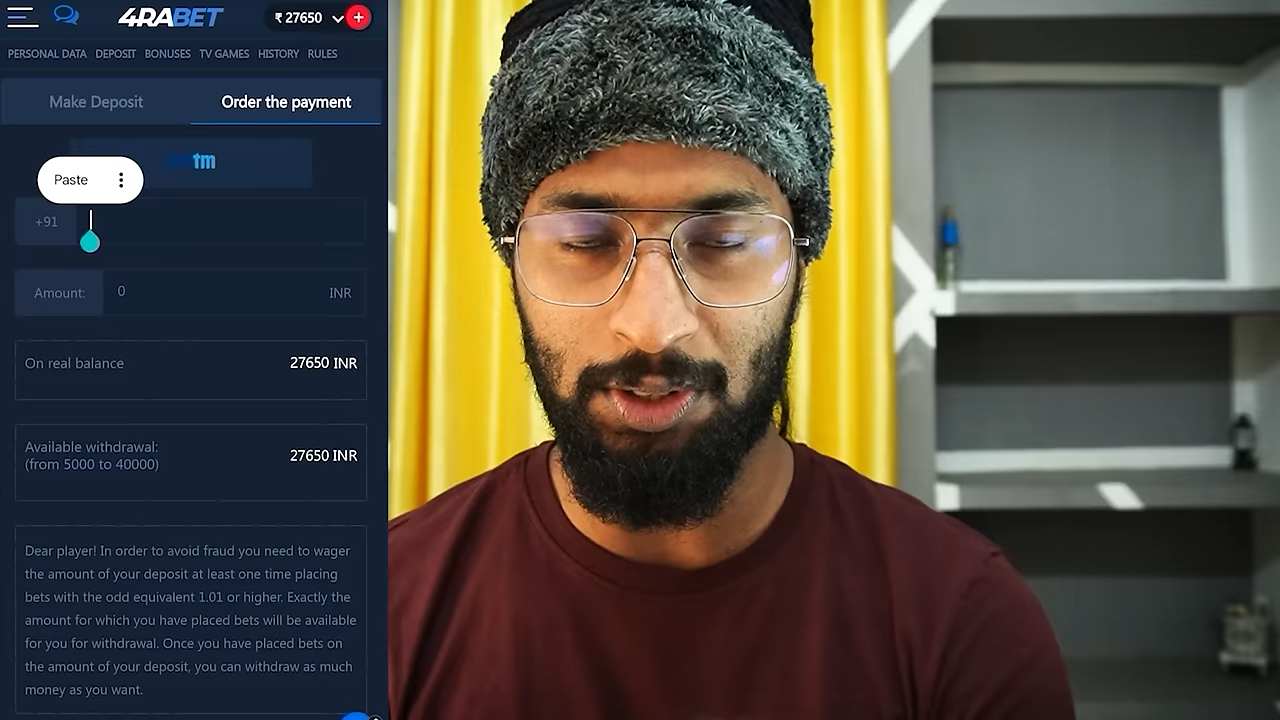 4RABET
₹ 27650
PERSONAL DATA DEPOSIT BONUSES TV GAMES HISTORY RULES
Make Deposit
Order the payment
tm
Paste
+91
Amount: 0 INR
On real balance 27650 INR
Available withdrawal:
(from 5000 to 40000) 27650 INR
Dear player! In order to avoid fraud you need to wager
the amount of your deposit at least one time placing
bets with the odd equivalent 1.01 or higher. Exactly the
amount for which you have placed bets will be available
for you for withdrawal. Once you have placed bets on
the amount of your deposit, you can withdraw as much
money as you want.